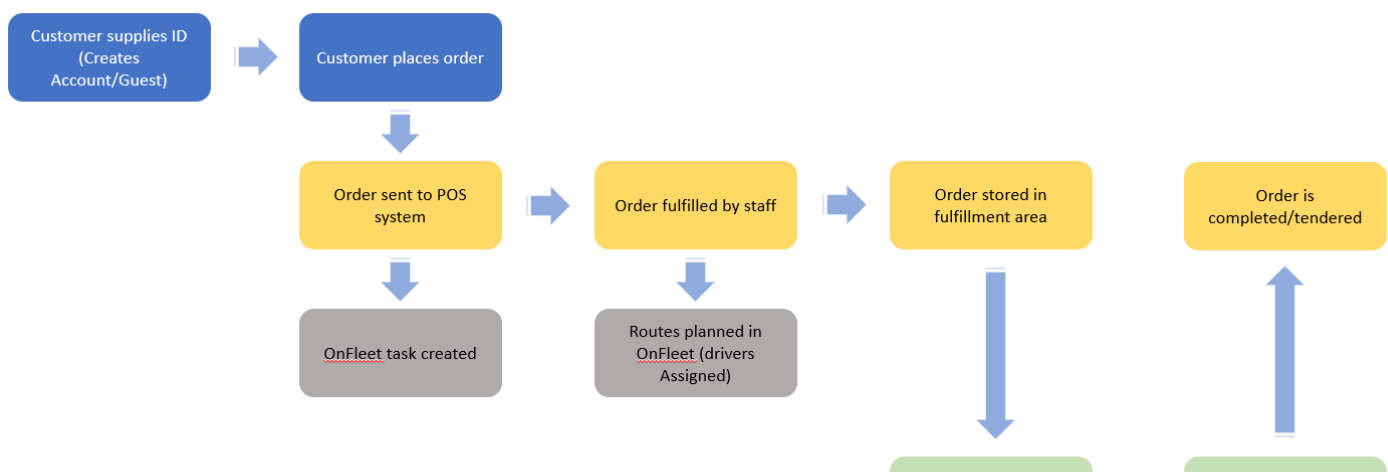 Customer supplies ID
(Creates
Account/Guest)
Customer places order
Order sent to POS
system
Order fulfilled by staff
Order stored in
fulfillment area
Order is
completed/tendered
OnFleet task created
Routes planned in
OnFleet (drivers
Assigned)